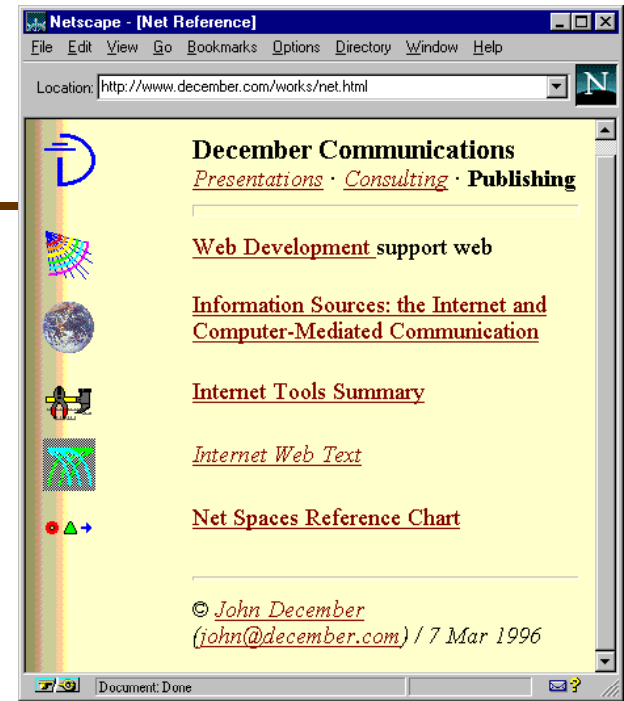 Netscape - [Net Reference]
File Edit View Go Bookmarks Options Directory Window Help
Location: http://www.december.com/works/net.html
N
December Communications
Presentations · Consulting · Publishing
Web Development support web
Information Sources: the Internet and
Computer-Mediated Communication
Internet Tools Summary
Internet Web Text
Net Spaces Reference Chart
© John December
(john@december.com) / 7 Mar 1996
Document: Done
?